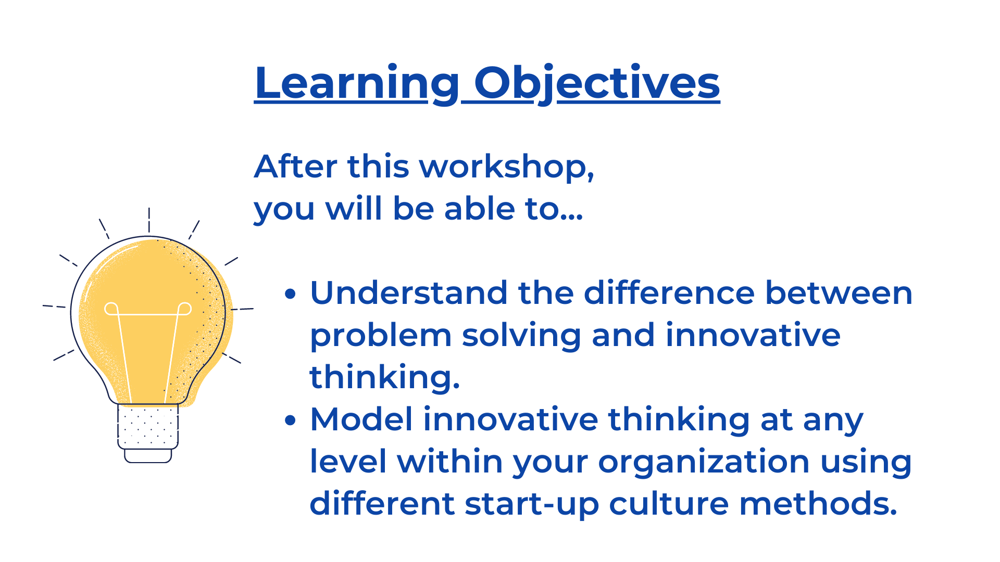 Learning Objectives
After this workshop,
you will be able to...
• Understand the difference between
problem solving and innovative
thinking.
• Model innovative thinking at any
level within your organization using
different start-up culture methods.